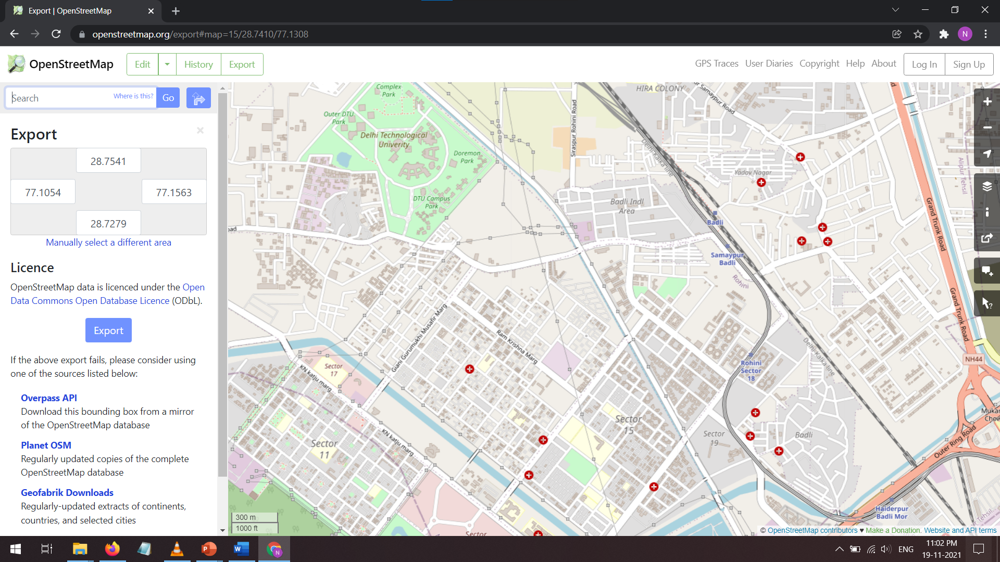 Export | OpenStreetMap
openstreetmap.org/export#map=15/28.7410/77.1308
N
OpenStreetMap
Edit
History
Export
GPS Traces
User Diaries
Copyright
Help
About
Log In
Sign Up
Search
Where is this?
Go
Export
28.7541
77.1054
77.1563
28.7279
Manually select a different area
Licence
OpenStreetMap data is licenced under the Open
Data Commons Open Database Licence (ODbL).
Export
If the above export fails, please consider using
one of the sources listed below:
Overpass API
Download this bounding box from a mirror
of the OpenStreetMap database
Planet OSM
Regularly updated copies of the complete
OpenStreetMap database
Geofabrik Downloads
Regularly-updated extracts of continents,
countries, and selected cities
Complex
Park
Outer DTU
Park
Delhi Technological
Univerity
Doremon
Park
DTU Campus
Park
HIRA COLONY
Samaypur Road
Siraspur Rohini Road
Delhi-Kalka line
Yadav Nagar
Badli Indl
Area
Badli
Samaypur
Badli
Rohini
Grand Trunk Road
Alipur Tehsil
Grand Trunk Road
oad
Giani Gurumukhi Musafir Marg
Ram Krishna Marg
Delhi-Kalka line
Rohini
Sector
18
NH44
Sector
17
KN katju marg
KN katju marg
Sector
11
Sector
15
Sector
19
Badli
Mukar
Chow
Outer Ring Road
Haiderpur
Badli Mor
Tehsil
Sector
300 m
1000 ft
© OpenStreetMap contributors ♥ Make a Donation. Website and API terms
ENG
11:02 PM
19-11-2021